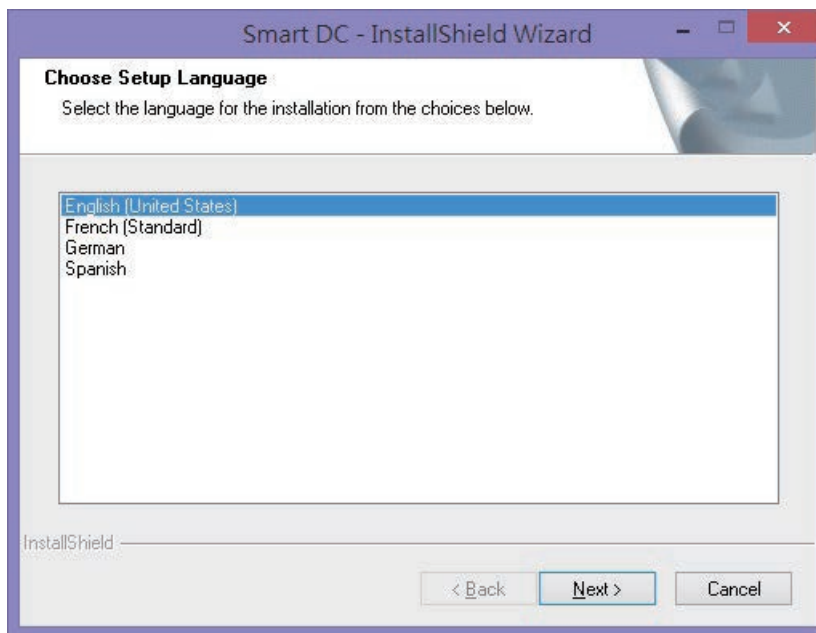 Smart DC - InstallShield Wizard
Choose Setup Language
Select the language for the installation from the choices below.
English (United States)
French (Standard)
German
Spanish
InstallShield
< Back
Next >
Cancel